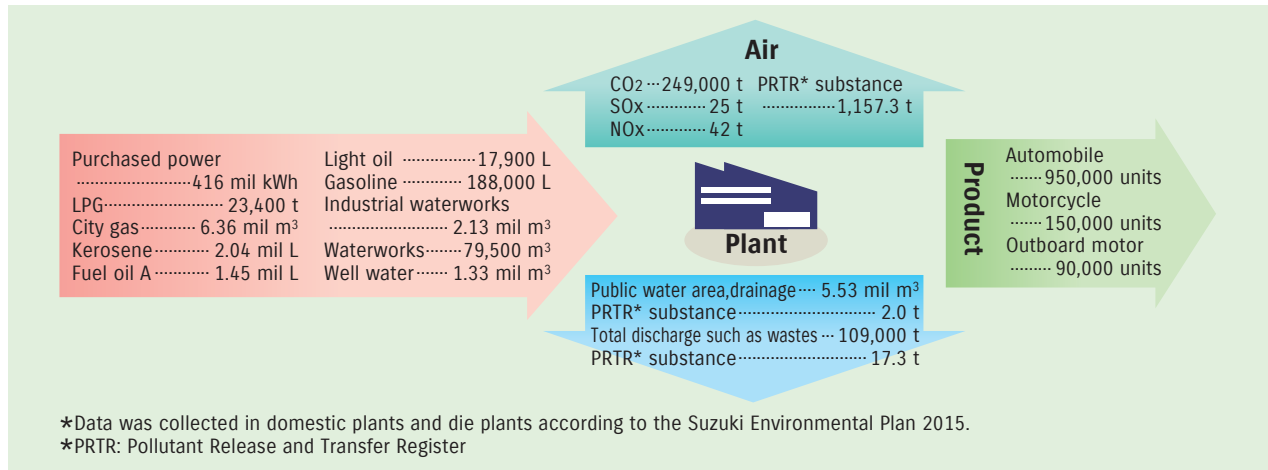 Air
CO2 ··· 249,000 t
SOx ············ 25 t
NOx ············ 42 t
PRTR* substance
··············· 1,157.3 t
Purchased power
······················· 416 mil kWh
LPG ··················· 23,400 t
City gas ·········· 6.36 mil m³
Kerosene ········ 2.04 mil L
Fuel oil A ··········· 1.45 mil L
Light oil ··············· 17,900 L
Gasoline ··········· 188,000 L
Industrial waterworks
························ 2.13 mil m³
Waterworks ······· 79,500 m³
Well water ······ 1.33 mil m³
Plant
Public water area,drainage ···· 5.53 mil m³
PRTR* substance ···························· 2.0 t
Total discharge such as wastes ··· 109,000 t
PRTR* substance ·························· 17.3 t
Product
Automobile
······ 950,000 units
Motorcycle
······ 150,000 units
Outboard motor
········· 90,000 units
*Data was collected in domestic plants and die plants according to the Suzuki Environmental Plan 2015.
*PRTR: Pollutant Release and Transfer Register